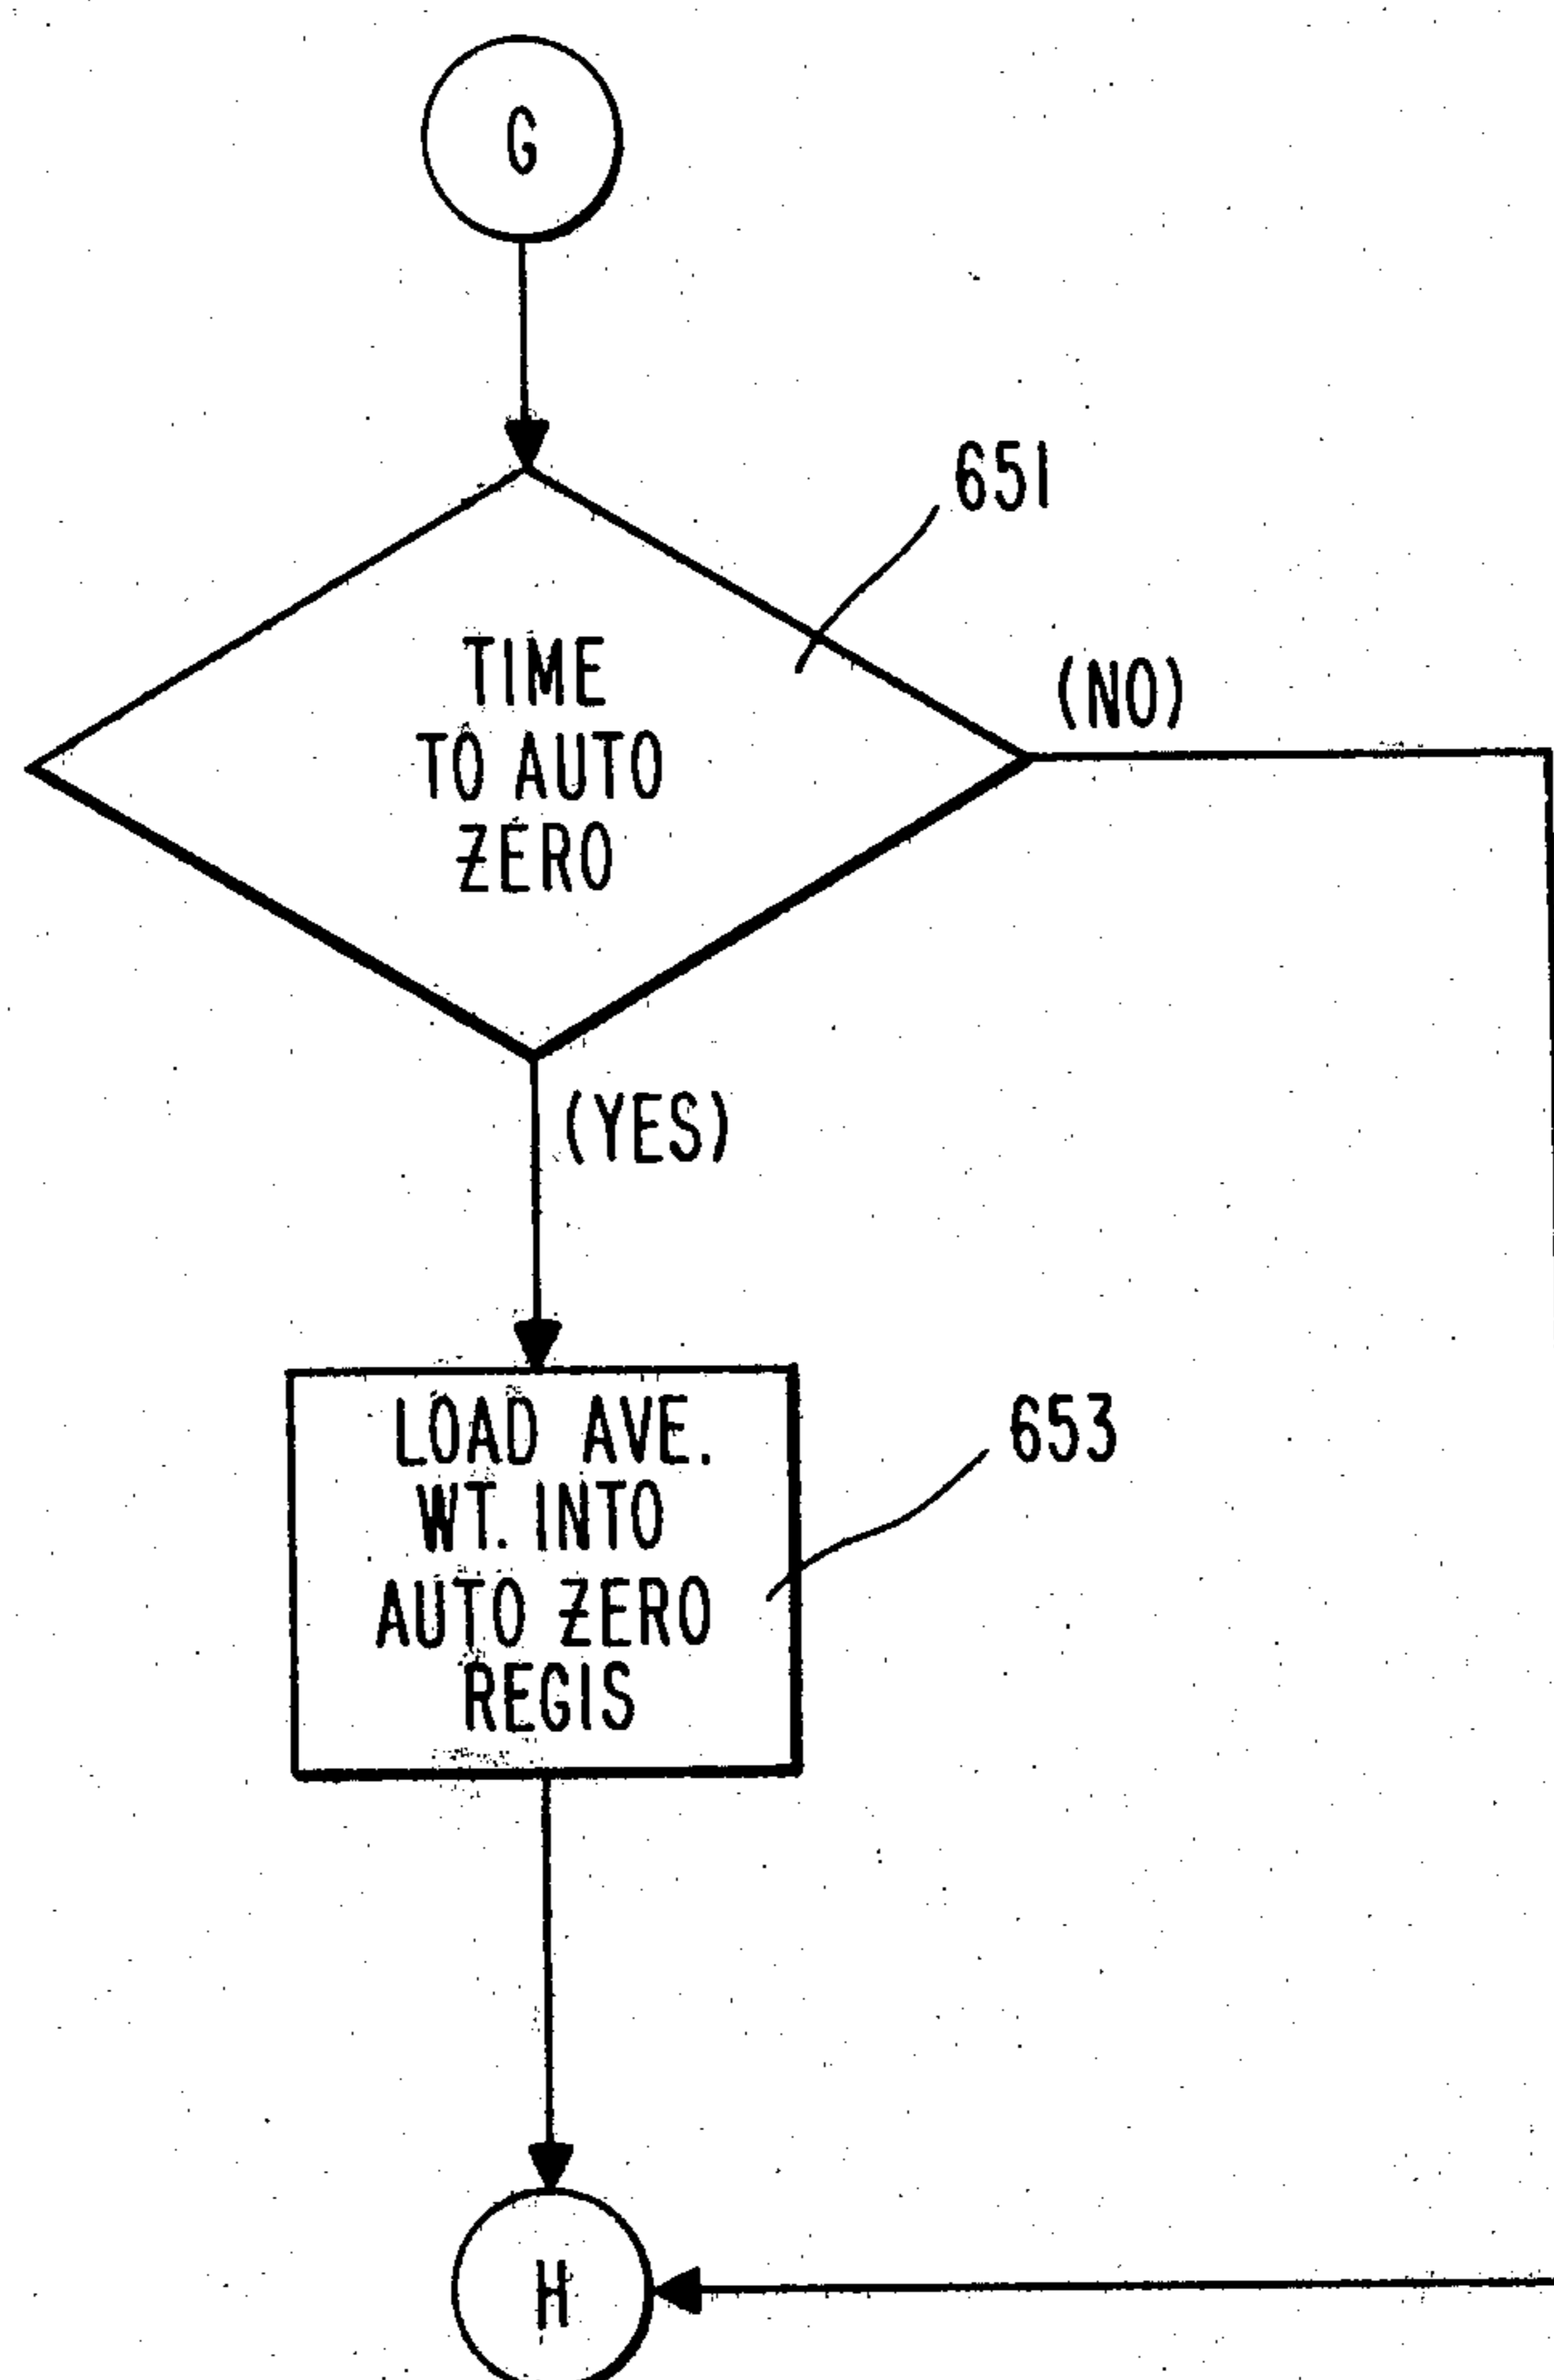 G
651
TIME
TO AUTO
ZERO
(NO)
(YES)
LOAD AVE.
WT. INTO
AUTO ZERO
REGIS
653
H